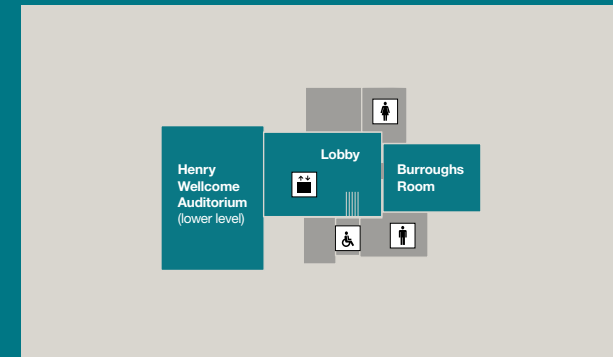 Lobby
Henry
Wellcome
Auditorium
(lower level)
Burroughs
Room